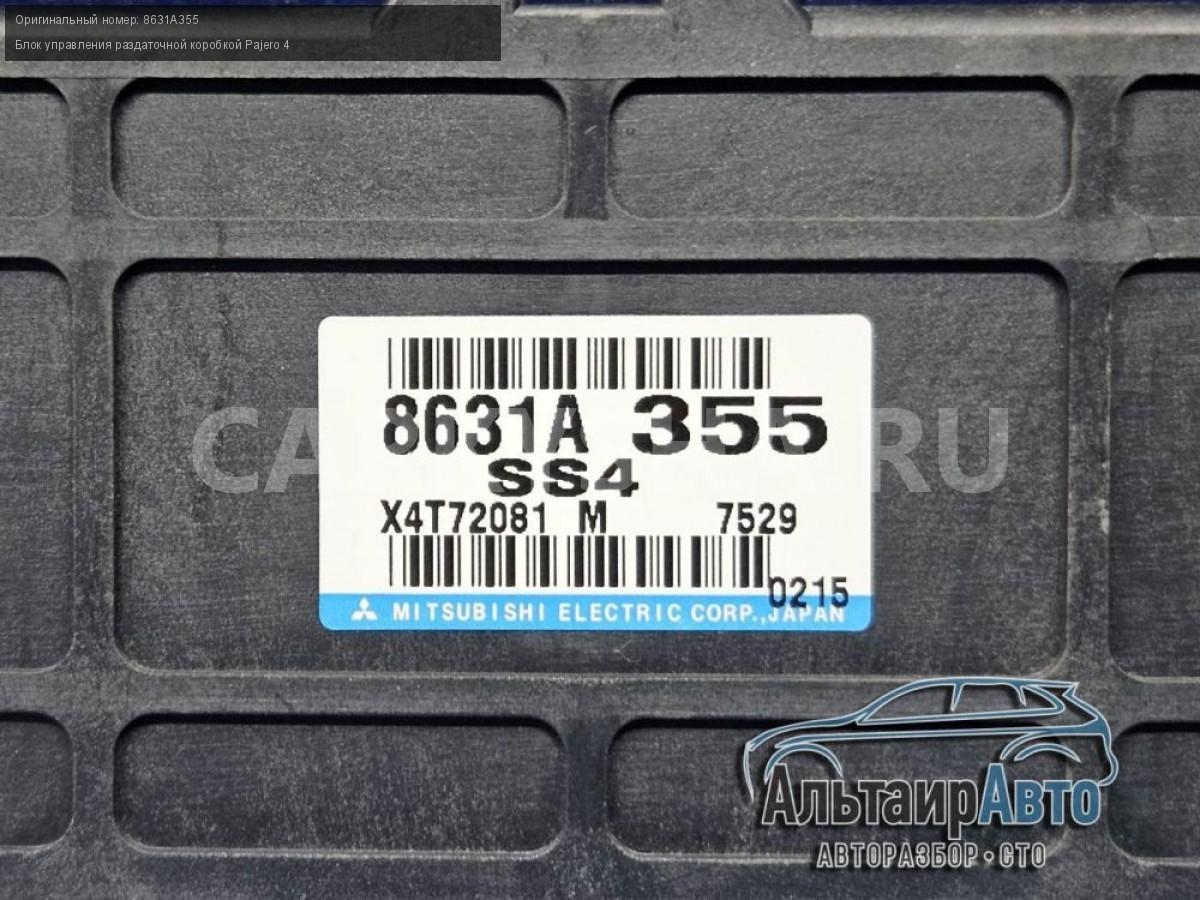 Оригинальный номер: 8631A355
Блок управления раздаточной коробкой Pajero 4
8631A 355
SS4
X4T72081 M 7529
0215
MITSUBISHI ELECTRIC CORP., JAPAN
АльтаирАвто
АВТОРАЗБОР • СТО